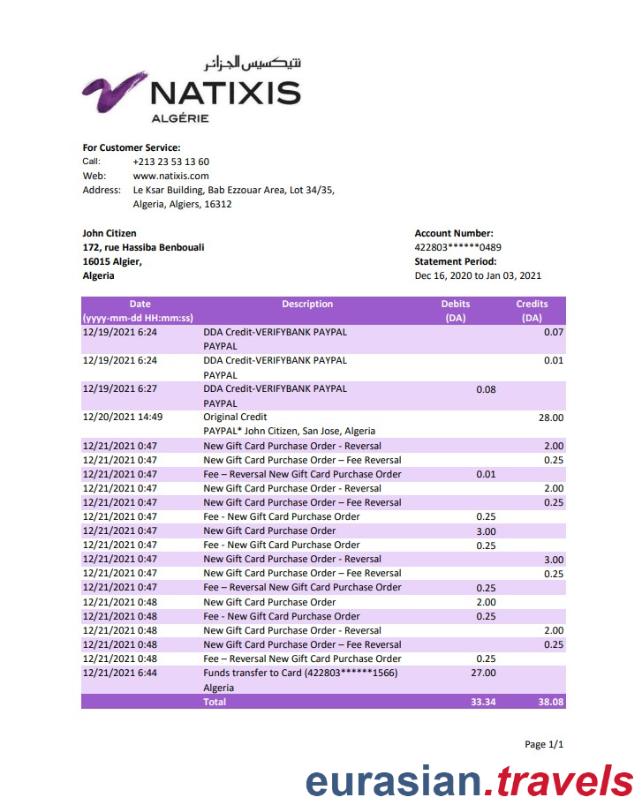 نتيكسيس الجزائر
NATIXIS
ALGÉRIE
For Customer Service:
Call: +213 23 53 13 60
Web: www.natixis.com
Address: Le Ksar Building, Bab Ezzouar Area, Lot 34/35,
Algeria, Algiers, 16312
John Citizen
172, rue Hassiba Benbouali
16015 Algier,
Algeria
Account Number:
422803******0489
Statement Period:
Dec 16, 2020 to Jan 03, 2021
Date Description Debits Credits
(yyyy-mm-dd HH:mm:ss) (DA) (DA)
12/19/2021 6:24 DDA Credit-VERIFYBANK PAYPAL 0.07
PAYPAL
12/19/2021 6:24 DDA Credit-VERIFYBANK PAYPAL 0.01
PAYPAL
12/19/2021 6:27 DDA Credit-VERIFYBANK PAYPAL 0.08
PAYPAL
12/20/2021 14:49 Original Credit 28.00
PAYPAL* John Citizen, San Jose, Algeria
12/21/2021 0:47 New Gift Card Purchase Order - Reversal 2.00
12/21/2021 0:47 New Gift Card Purchase Order – Fee Reversal 0.25
12/21/2021 0:47 Fee – Reversal New Gift Card Purchase Order 0.01
12/21/2021 0:47 New Gift Card Purchase Order - Reversal 2.00
12/21/2021 0:47 New Gift Card Purchase Order – Fee Reversal 0.25
12/21/2021 0:47 Fee - New Gift Card Purchase Order 0.25
12/21/2021 0:47 New Gift Card Purchase Order 3.00
12/21/2021 0:47 Fee - New Gift Card Purchase Order 0.25
12/21/2021 0:47 New Gift Card Purchase Order - Reversal 3.00
12/21/2021 0:47 New Gift Card Purchase Order – Fee Reversal 0.25
12/21/2021 0:47 Fee – Reversal New Gift Card Purchase Order 0.25
12/21/2021 0:48 New Gift Card Purchase Order 2.00
12/21/2021 0:48 Fee - New Gift Card Purchase Order 0.25
12/21/2021 0:48 New Gift Card Purchase Order - Reversal 2.00
12/21/2021 0:48 New Gift Card Purchase Order – Fee Reversal 0.25
12/21/2021 0:48 Fee – Reversal New Gift Card Purchase Order 0.25
12/21/2021 6:44 Funds transfer to Card (422803******1566) 27.00
Algeria
Total 33.34 38.08
Page 1/1
eurasian.travels